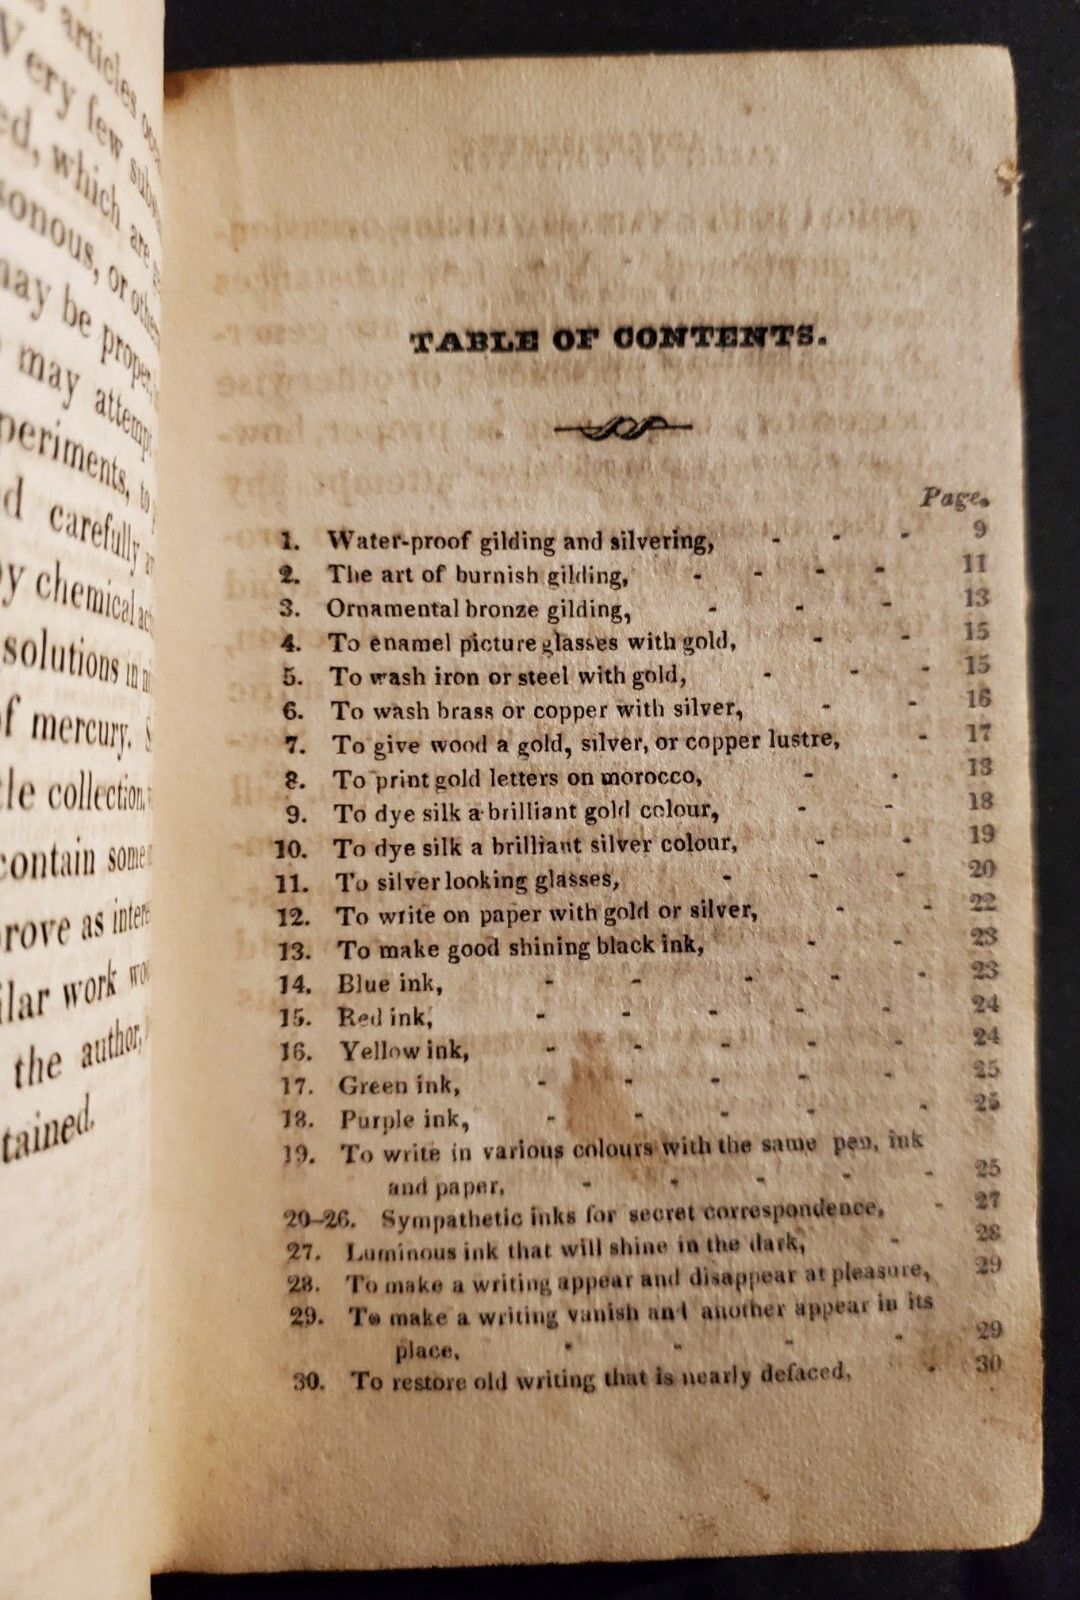 articles
Very few
ed, which are
sonous, or
may be proper
may attempt
periments, to
d carefully
y chemical
solutions in
f mercury.
tle collection,
contain some
prove as
ilar work
the author,
tained.
TABLE OF CONTENTS.
Page.
1. Water-proof gilding and silvering, - - - 9
2. The art of burnish gilding, - - - - 11
3. Ornamental bronze gilding, - - - 13
4. To enamel picture glasses with gold, - - 15
5. To wash iron or steel with gold, - - - 15
6. To wash brass or copper with silver, - - 16
7. To give wood a gold, silver, or copper lustre, - 17
8. To print gold letters on morocco, - - 18
9. To dye silk a brilliant gold colour, - - 18
10. To dye silk a brilliant silver colour, - - 19
11. To silver looking glasses, - - - 20
12. To write on paper with gold or silver, - - 22
13. To make good shining black ink, - - 23
14. Blue ink, - - - - - 23
15. Red ink, - - - - - 24
16. Yellow ink, - - - - - 24
17. Green ink, - - - - - 25
18. Purple ink, - - - - - 25
19. To write in various colours with the same pen, ink
and paper, - - - - - 25
20–26. Sympathetic inks for secret correspondence, - 27
27. Luminous ink that will shine in the dark, - 28
28. To make a writing appear and disappear at pleasure, 29
29. To make a writing vanish and another appear in its
place, - - - - 29
30. To restore old writing that is nearly defaced, - 30